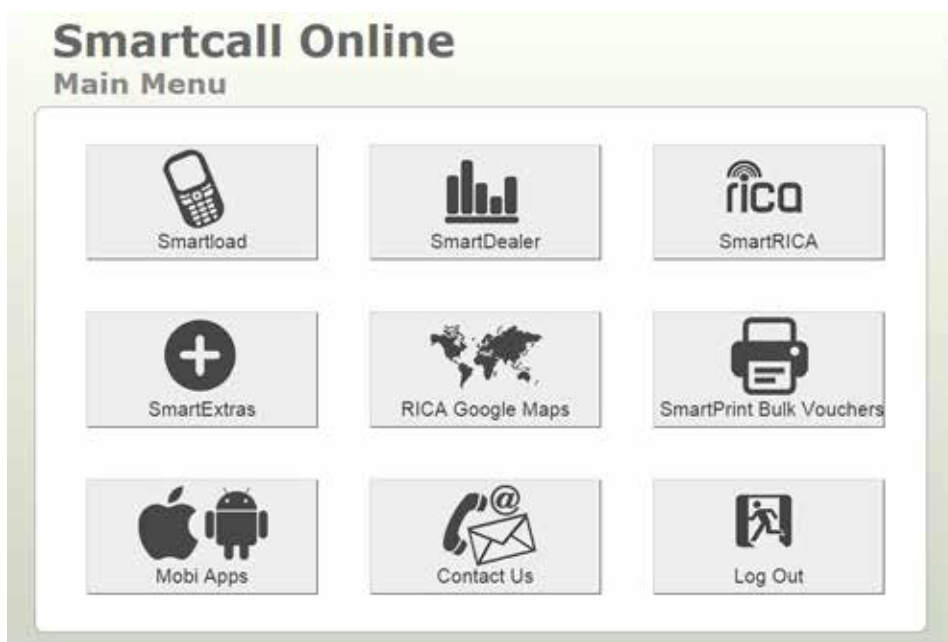 Smartcall Online
Main Menu
Smartload
SmartDealer
rica
SmartRICA
SmartExtras
RICA Google Maps
SmartPrint Bulk Vouchers
Mobi Apps
@
Contact Us
Log Out